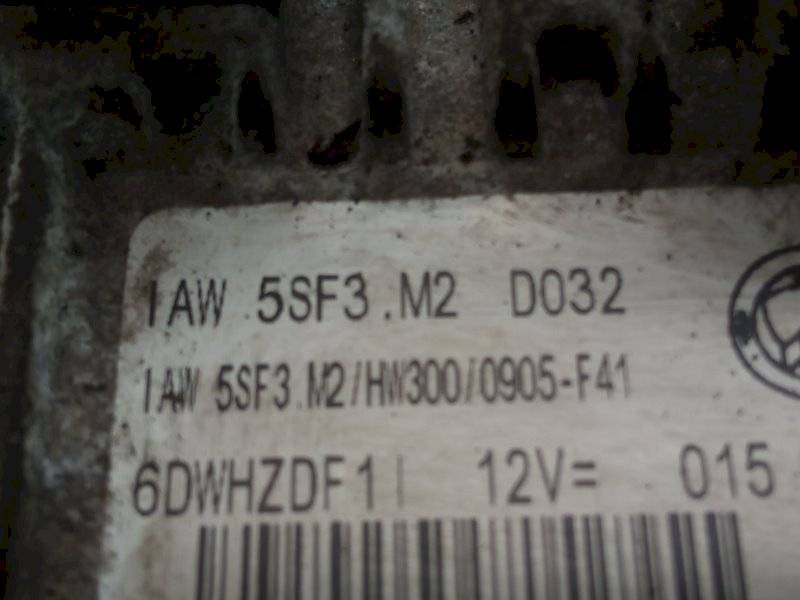 IAW 5SF3.M2 D032
IAW 5SF3.M2/HW300/0905-F41
6DWHZDF1 12V= 015